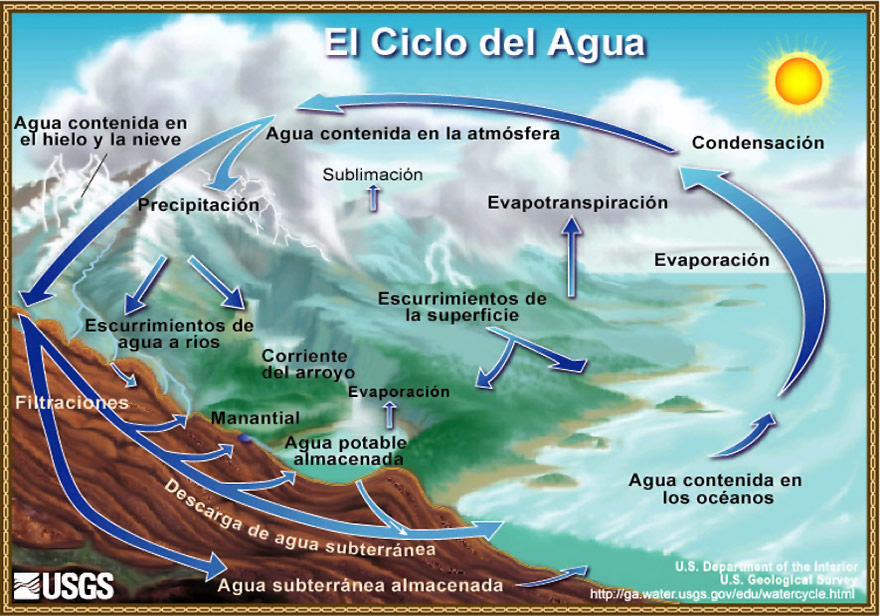 El Ciclo del Agua
Agua contenida en
el hielo y la nieve
Agua contenida en la atmósfera
Condensación
Sublimación
Precipitación
Evapotranspiración
Evaporación
Escurrimientos de
la superficie
Escurrimientos de
agua a ríos
Corriente
del arroyo
Evaporación
Filtraciones
Manantial
Agua potable
almacenada
Agua contenida en
los océanos
Descarga de agua subterránea
Agua subterránea almacenada
U.S. Department of the Interior
U.S. Geological Survey
http://ga.water.usgs.gov/edu/watercycle.html
USGS